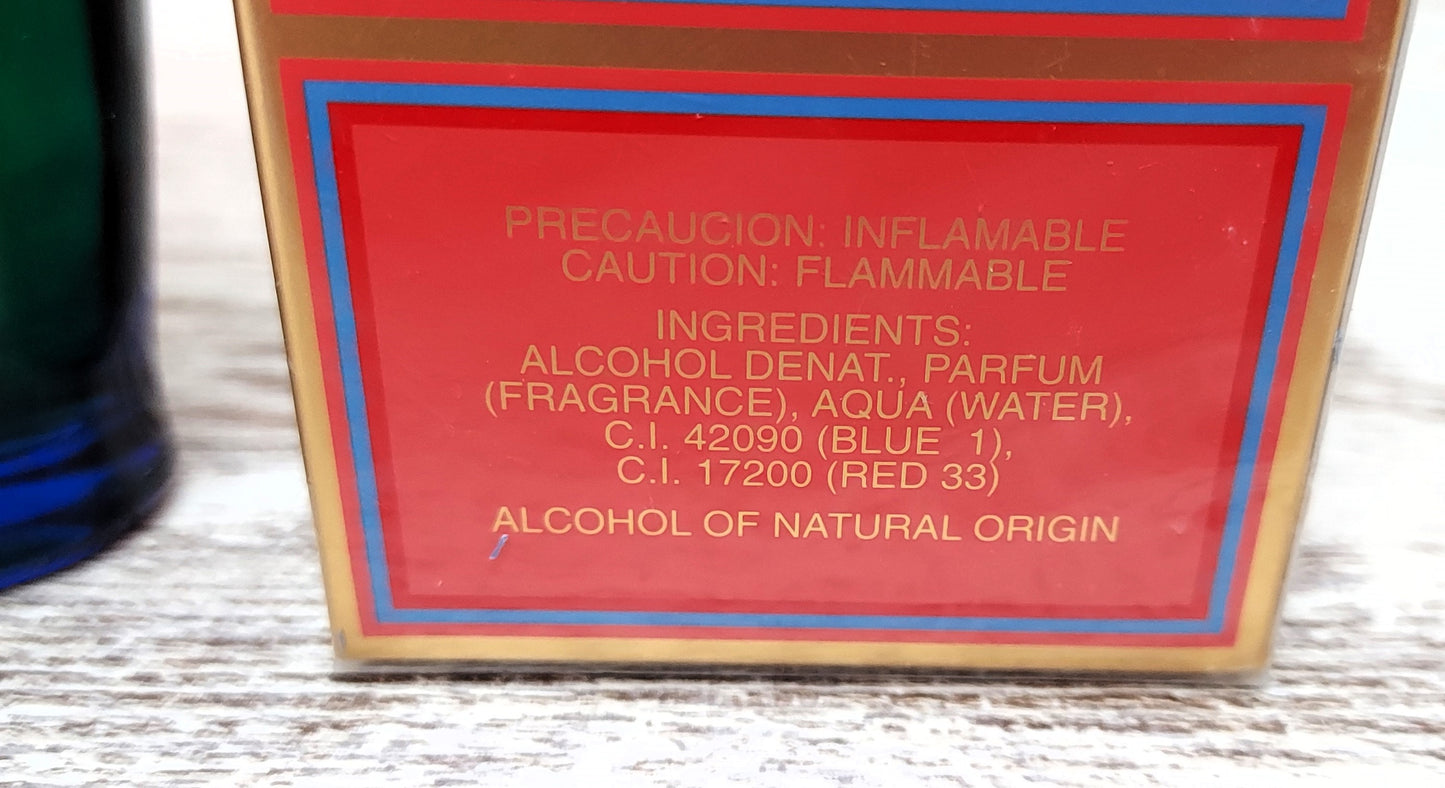 PRECAUCION: INFLAMABLE
CAUTION: FLAMMABLE
INGREDIENTS:
ALCOHOL DENAT., PARFUM
(FRAGRANCE), AQUA (WATER),
C.I. 42090 (BLUE 1),
C.I. 17200 (RED 33)
ALCOHOL OF NATURAL ORIGIN